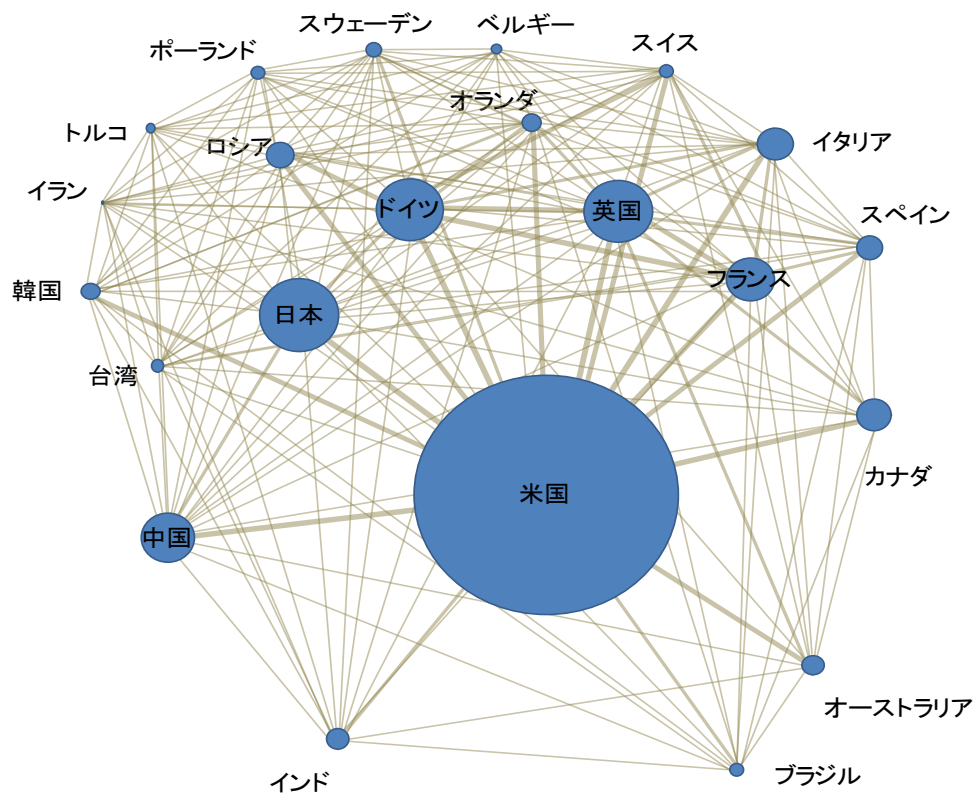 スウェーデン
ベルギー
スイス
ポーランド
オランダ
トルコ
ロシア
イタリア
イラン
ドイツ
英国
スペイン
韓国
フランス
日本
台湾
カナダ
米国
中国
オーストラリア
インド
ブラジル